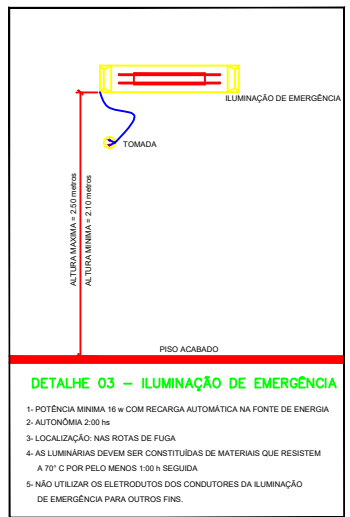 ILUMINAÇÃO DE EMERGÊNCIA
TOMADA
ALTURA MAXIMA = 2.50 metros
ALTURA MINIMA = 2.10 metros
PISO ACABADO
DETALHE 03 – ILUMINAÇÃO DE EMERGÊNCIA
1- POTÊNCIA MINIMA 16 w COM RECARGA AUTOMÁTICA NA FONTE DE ENERGIA
2- AUTONÔMIA 2:00 hs
3- LOCALIZAÇÃO: NAS ROTAS DE FUGA
4- AS LUMINÁRIAS DEVEM SER CONSTITUÍDAS DE MATERIAIS QUE RESISTEM
A 70° C POR PELO MENOS 1:00 h SEGUIDA
5- NÃO UTILIZAR OS ELETRODUTOS DOS CONDUTORES DA ILUMINAÇÃO
DE EMERGÊNCIA PARA OUTROS FINS.